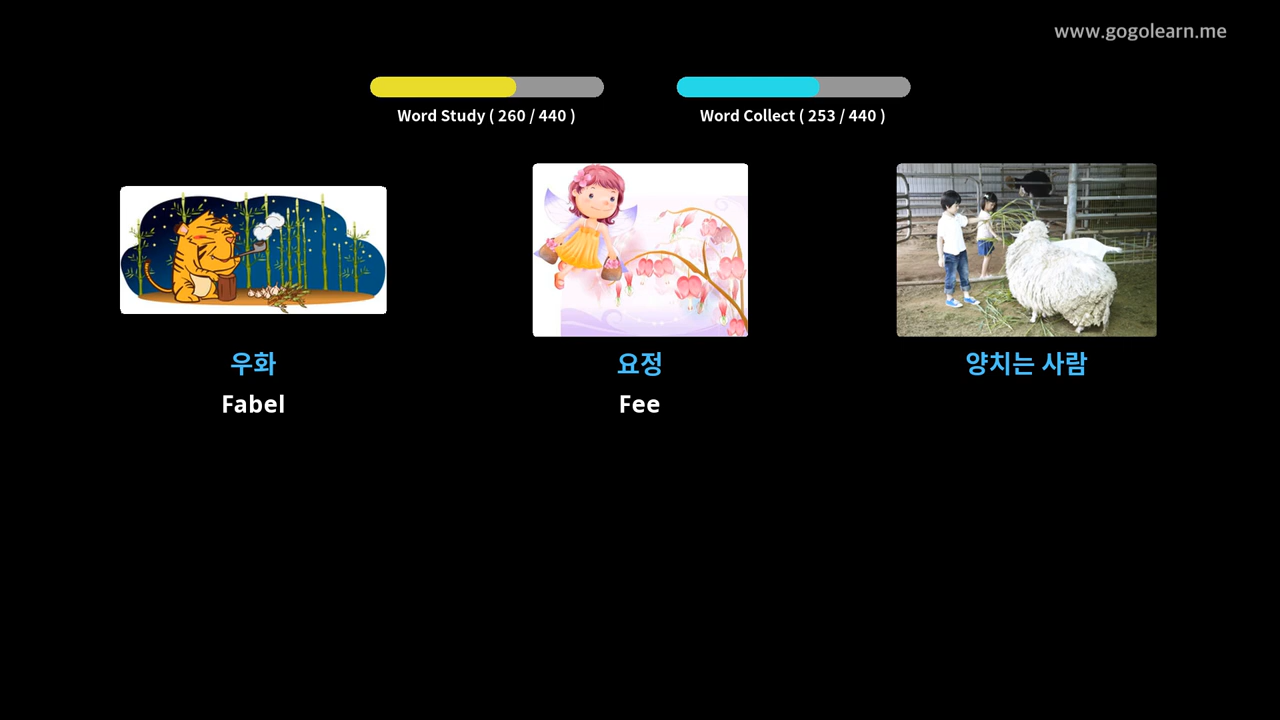 www.gogolearn.me
Word Study ( 260 / 440 )
Word Collect ( 253 / 440 )
우화
요정
양치는 사람
Fabel
Fee